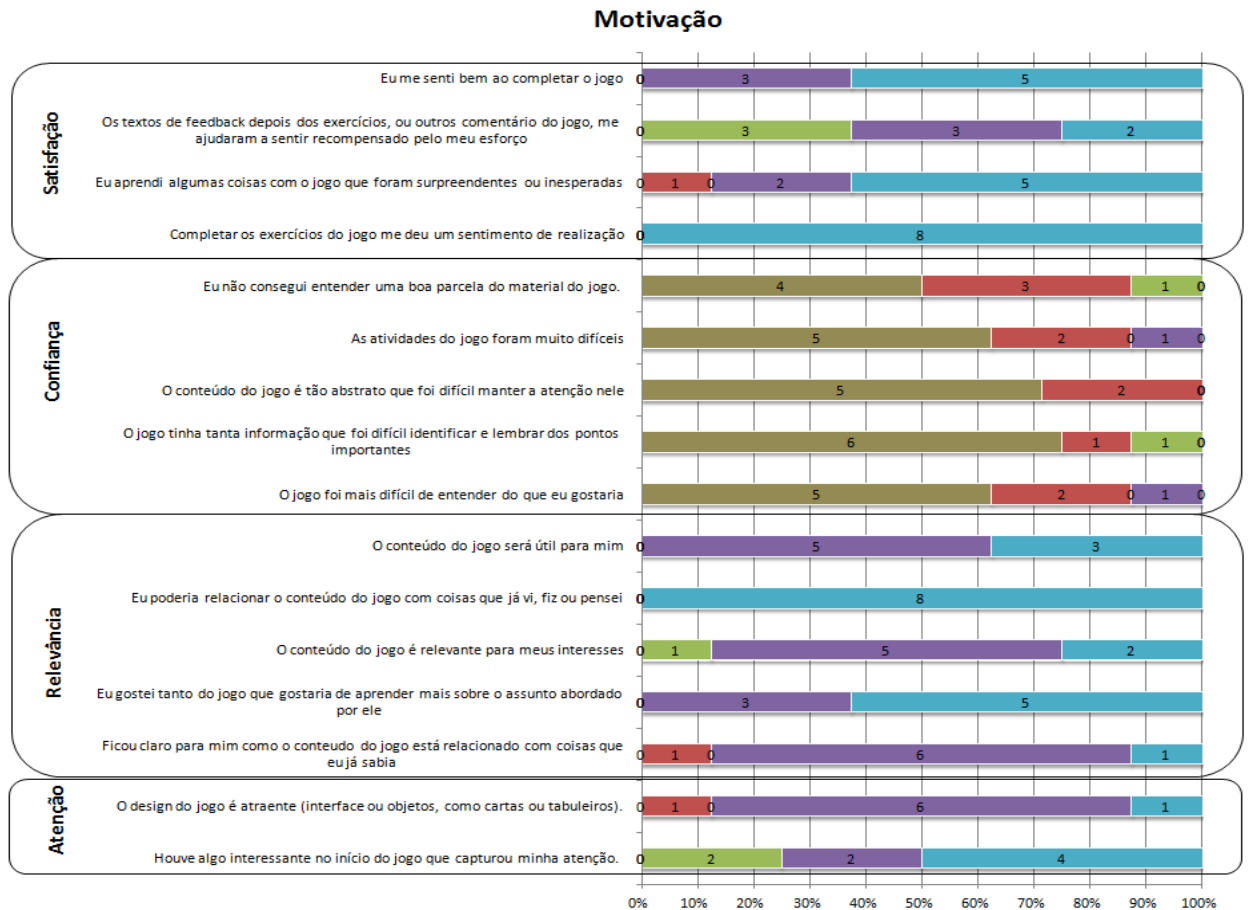 Motivação
Satisfação
Eu me senti bem ao completar o jogo
0 3 5
Os textos de feedback depois dos exercícios, ou outros comentário do jogo, me
ajudaram a sentir recompensado pelo meu esforço
0 3 3 2
Eu aprendi algumas coisas com o jogo que foram surpreendentes ou inesperadas
0 1 0 2 5
Completar os exercícios do jogo me deu um sentimento de realização
0 8
Confiança
Eu não consegui entender uma boa parcela do material do jogo.
4 3 1 0
As atividades do jogo foram muito difíceis
5 2 0 1 0
O conteúdo do jogo é tão abstrato que foi difícil manter a atenção nele
5 2 0
O jogo tinha tanta informação que foi difícil identificar e lembrar dos pontos
importantes
6 1 1 0
O jogo foi mais difícil de entender do que eu gostaria
5 2 0 1 0
Relevância
O conteúdo do jogo será útil para mim
0 5 3
Eu poderia relacionar o conteúdo do jogo com coisas que já vi, fiz ou pensei
0 8
O conteúdo do jogo é relevante para meus interesses
0 1 5 2
Eu gostei tanto do jogo que gostaria de aprender mais sobre o assunto abordado
por ele
0 3 5
Ficou claro para mim como o conteudo do jogo está relacionado com coisas que
eu já sabia
0 1 0 6 1
Atenção
O design do jogo é atraente (interface ou objetos, como cartas ou tabuleiros).
0 1 0 6 1
Houve algo interessante no início do jogo que capturou minha atenção.
0 2 2 4
0% 10% 20% 30% 40% 50% 60% 70% 80% 90% 100%